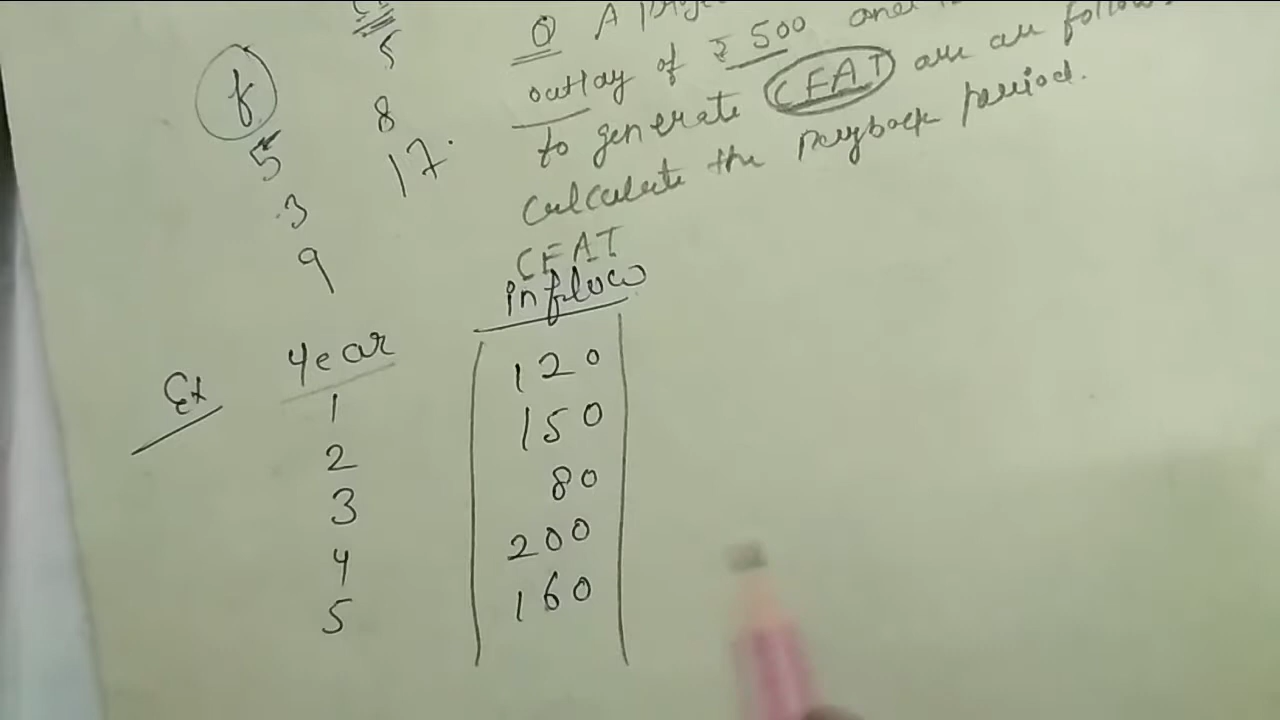 Q A
outlay of ₹ 500 and
to generate CFAT are as follows
Calculate the payback period.
f
5 5
3 8
9 17.
CFAT
Ex Year inflow
1 120
2 150
3 80
4 200
5 160